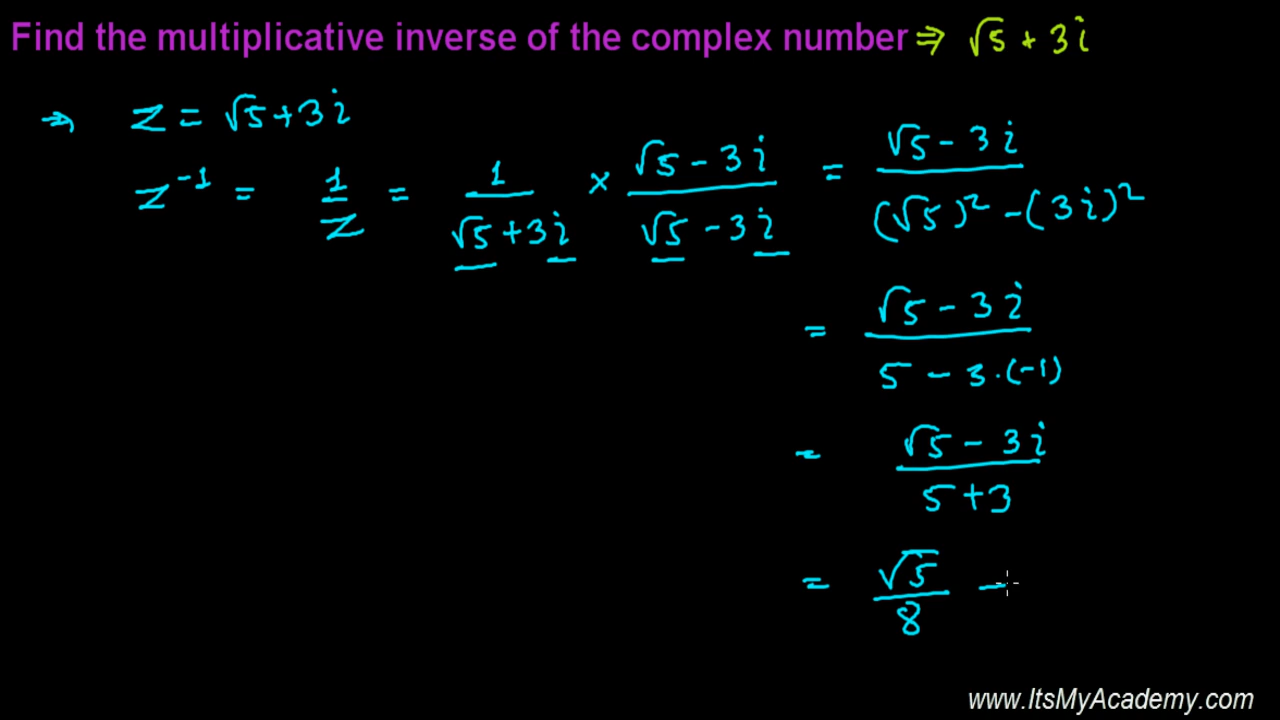 Find the multiplicative inverse of the complex number ⇒ √5 + 3i
⇒ z = √5 + 3i
z⁻¹ = 1/z = 1/(√5 + 3i) × (√5 - 3i)/(√5 - 3i) = (√5 - 3i)/((√5)² - (3i)²)
= (√5 - 3i)/(5 - 3·(-1))
= (√5 - 3i)/(5 + 3)
= √5/8 -
www.ItsMyAcademy.com